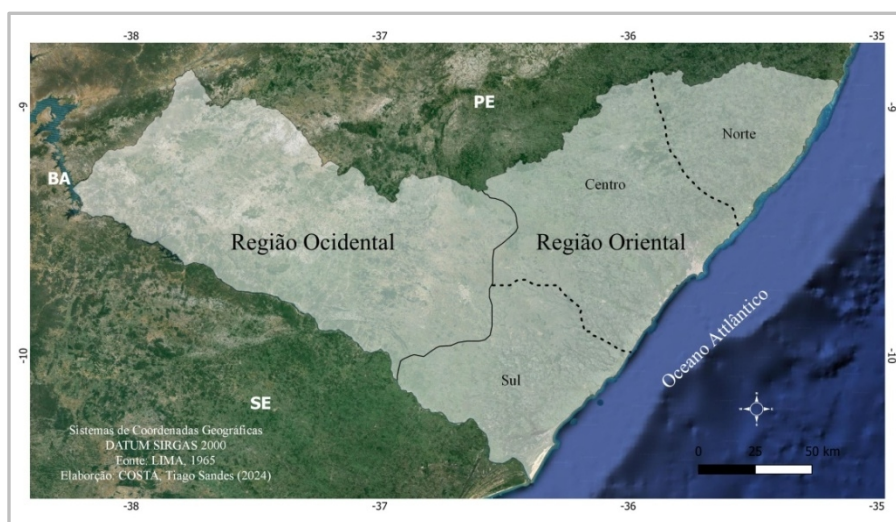 -38
-37
-36
-35
-9
-9
PE
Norte
BA
Centro
Região Ocidental
Região Oriental
Oceano Attlântico
-10
-10
Sul
SE
Sistemas de Coordenadas Geográficas
DATUM SIRGAS 2000
Fonte: LIMA, 1965
Elaborção: COSTA, Tiago Sandes (2024)
0 25 50 km
-38
-37
-36
-35